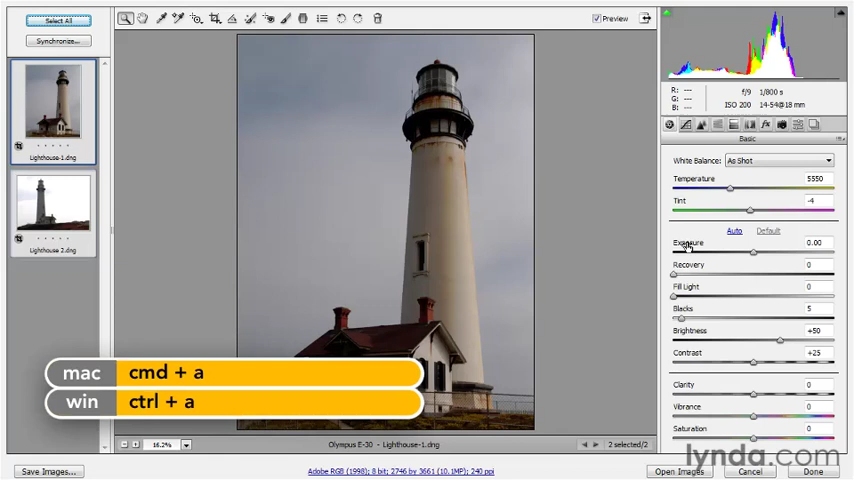 Select All
Synchronize...
Lighthouse-1.dng
Lighthouse 2.dng
Preview
R: ---
G: ---
B: ---
f/9 1/800 s
ISO 200 14-54@18 mm
Basic
White Balance: As Shot
Temperature 5550
Tint -4
Auto Default
Exposure 0.00
Recovery 0
Fill Light 0
Blacks 5
Brightness +50
Contrast +25
Clarity 0
Vibrance 0
Saturation 0
mac cmd + a
win ctrl + a
16.2% Olympus E-30 - Lighthouse-1.dng 2 selected/2
lynda.com
Save Images... Adobe RGB (1998); 8 bit; 2746 by 3661 (10.1MP); 240 ppi Open Images Cancel Done